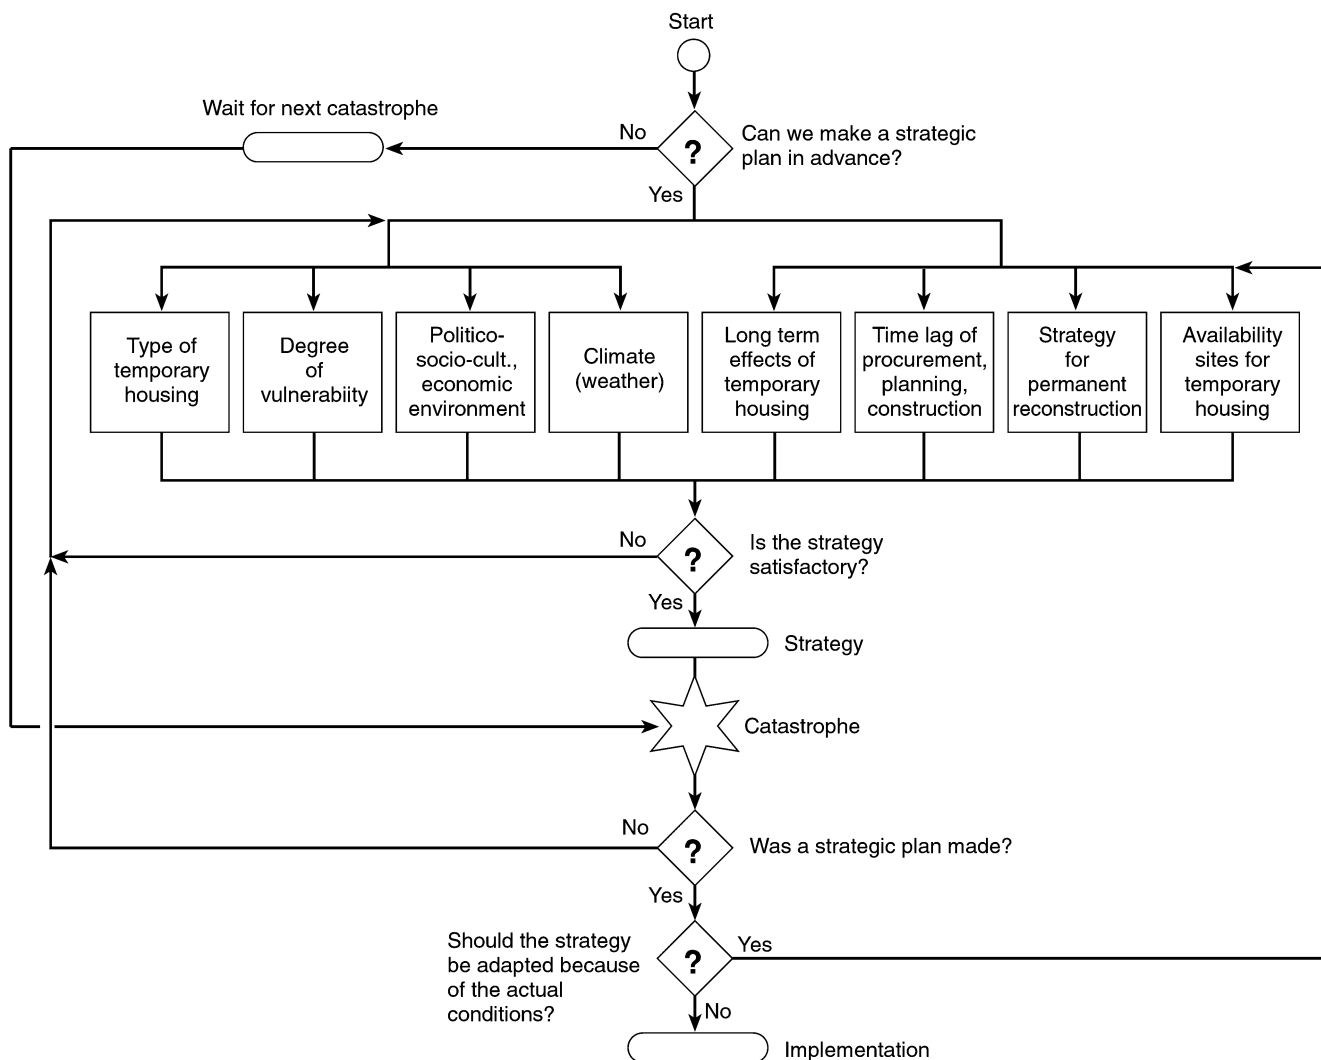 Start
Wait for next catastrophe
No
?
Can we make a strategic
plan in advance?
Yes
Type of
temporary
housing
Degree
of
vulnerabiity
Politico-
socio-cult.,
economic
environment
Climate
(weather)
Long term
effects of
temporary
housing
Time lag of
procurement,
planning,
construction
Strategy
for
permanent
reconstruction
Availability
sites for
temporary
housing
No
?
Is the strategy
satisfactory?
Yes
Strategy
Catastrophe
No
?
Was a strategic plan made?
Yes
Should the strategy
be adapted because
of the actual
conditions?
?
Yes
No
Implementation